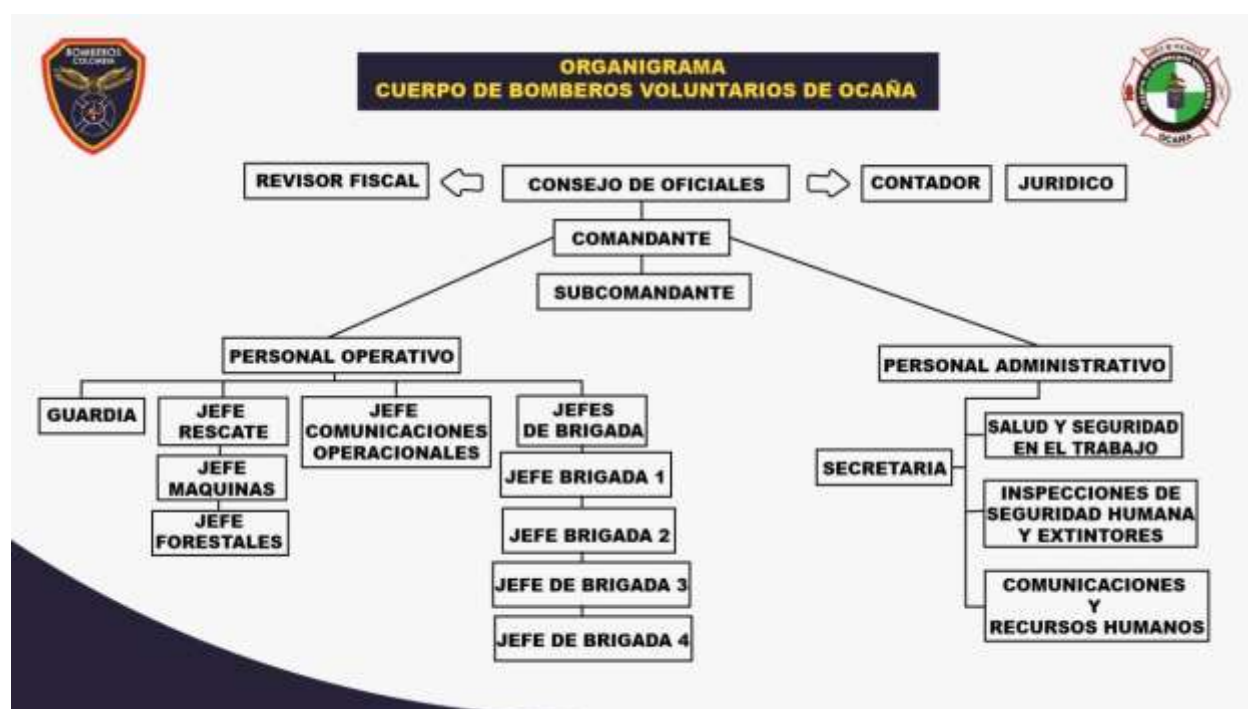 BOMBEROS
COLOMBIA
ORGANIGRAMA
CUERPO DE BOMBEROS VOLUNTARIOS DE OCAÑA
OCAÑA
REVISOR FISCAL
CONSEJO DE OFICIALES
CONTADOR
JURIDICO
COMANDANTE
SUBCOMANDANTE
PERSONAL OPERATIVO
GUARDIA
JEFE
RESCATE
JEFE
MAQUINAS
JEFE
FORESTALES
JEFE
COMUNICACIONES
OPERACIONALES
JEFES
DE BRIGADA
JEFE BRIGADA 1
JEFE BRIGADA 2
JEFE DE BRIGADA 3
JEFE DE BRIGADA 4
PERSONAL ADMINISTRATIVO
SECRETARIA
SALUD Y SEGURIDAD
EN EL TRABAJO
INSPECCIONES DE
SEGURIDAD HUMANA
Y EXTINTORES
COMUNICACIONES
Y
RECURSOS HUMANOS